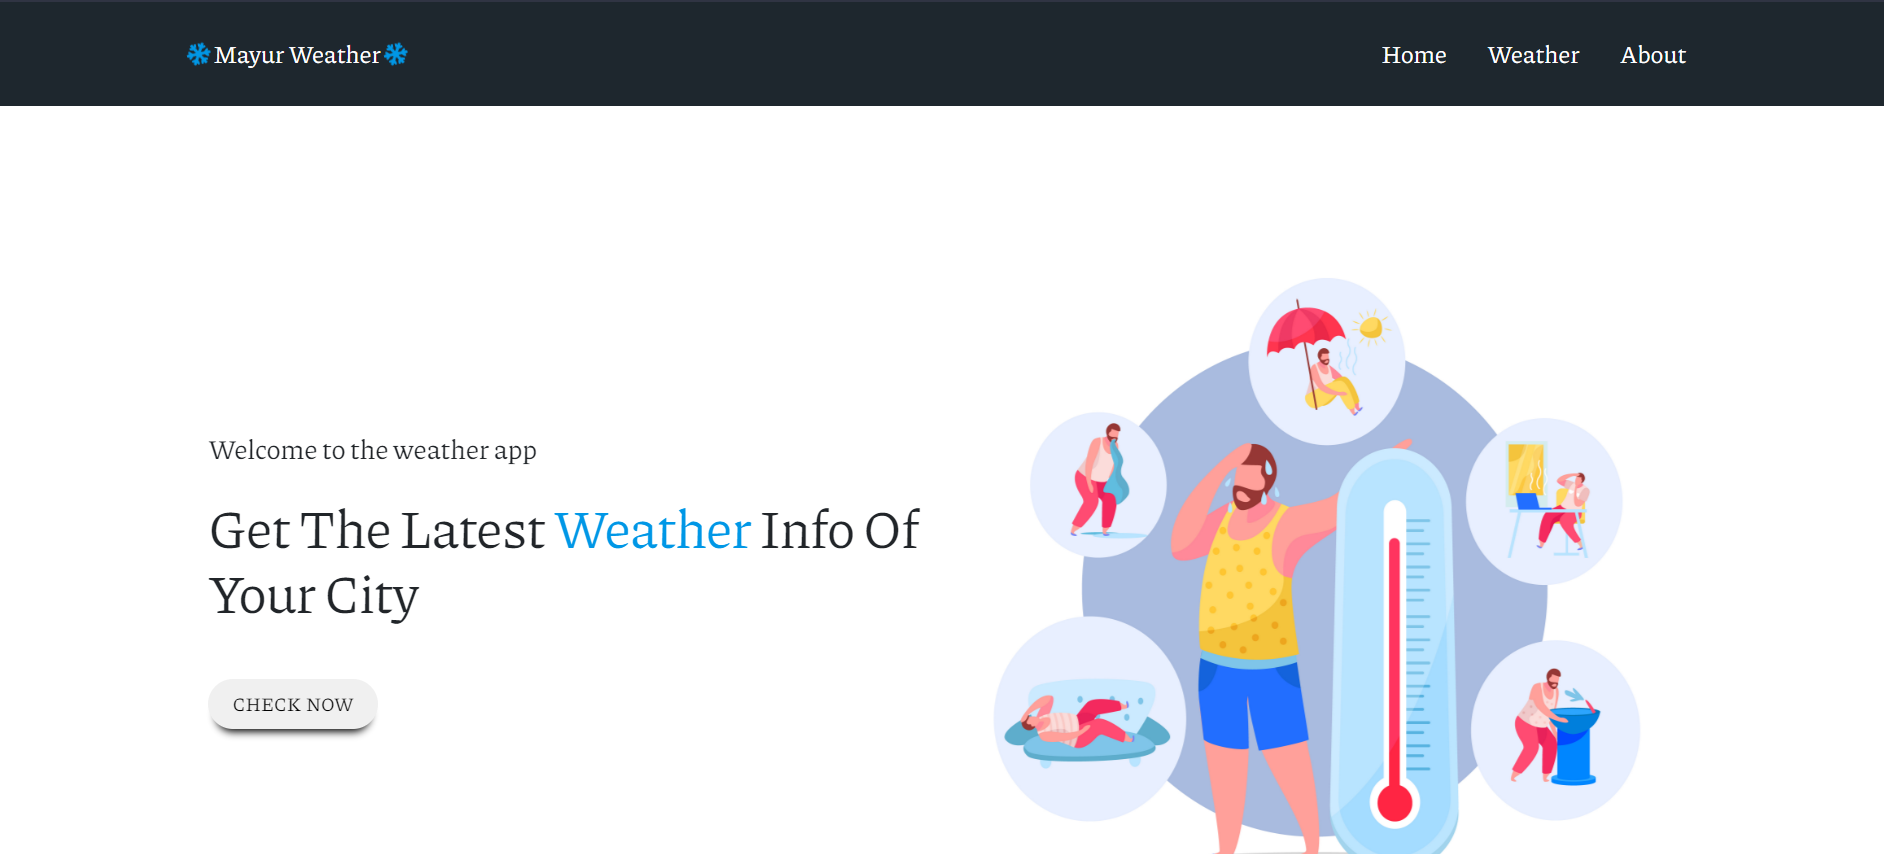 ❄Mayur Weather❄
Home Weather About
Welcome to the weather app
Get The Latest Weather Info Of
Your City
CHECK NOW